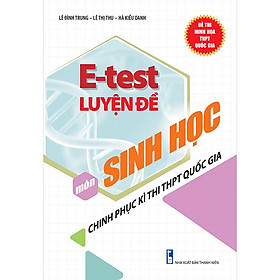 LÊ ĐÌNH TRUNG – LÊ THỊ THU – HÀ KIỀU OANH
ĐỀ THI
MINH HỌA
THPT
QUỐC GIA
E-test
LUYỆN ĐỀ
môn
SINH HỌC
CHINH PHỤC KÌ THI THPT QUỐC GIA
NHÀ XUẤT BẢN THANH NIÊN